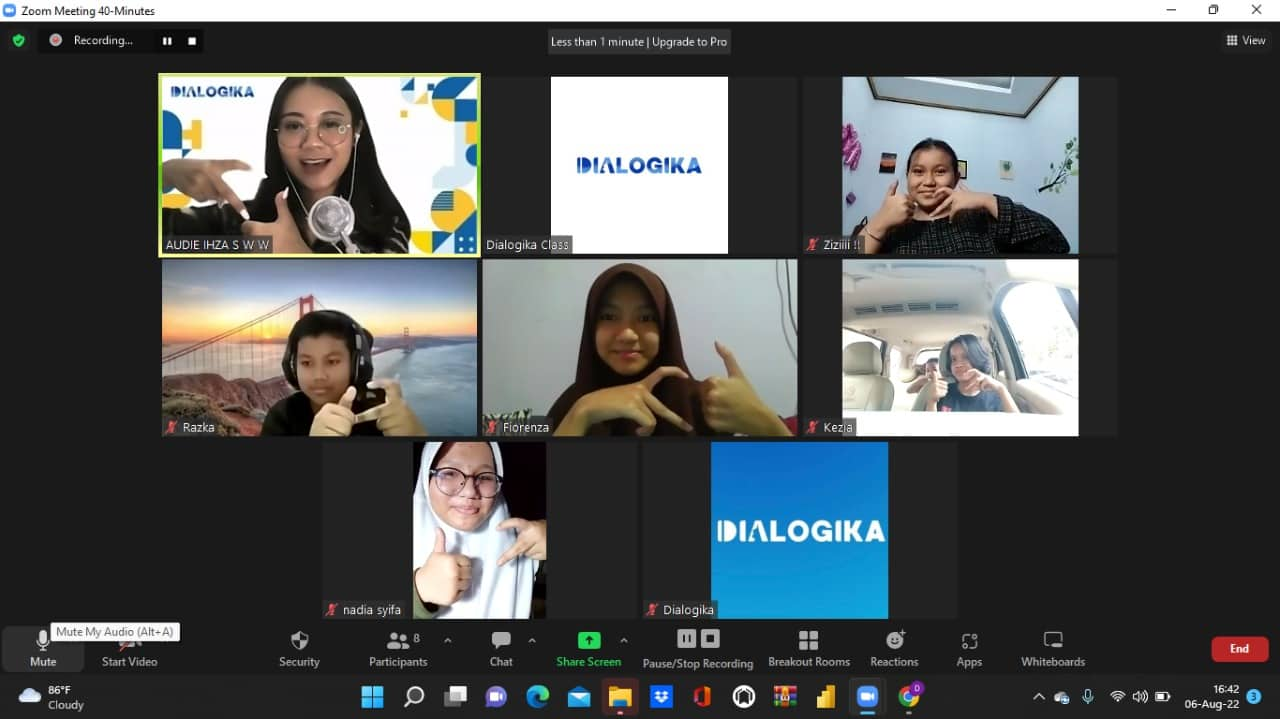 Zoom Meeting 40-Minutes
Recording...
Less than 1 minute | Upgrade to Pro
View
DIALOGIKA
AUDIE IHZA S W W
DIALOGIKA
Dialogika Class
Ziziiii !!
Razka
Fiorenza
Kezia
nadia syifa
DIALOGIKA
Dialogika
Mute My Audio (Alt+A)
Mute
Start Video
Security
8
Participants
Chat
Share Screen
Pause/Stop Recording
Breakout Rooms
Reactions
Apps
Whiteboards
End
86°F
Cloudy
D
16:42
06-Aug-22
3